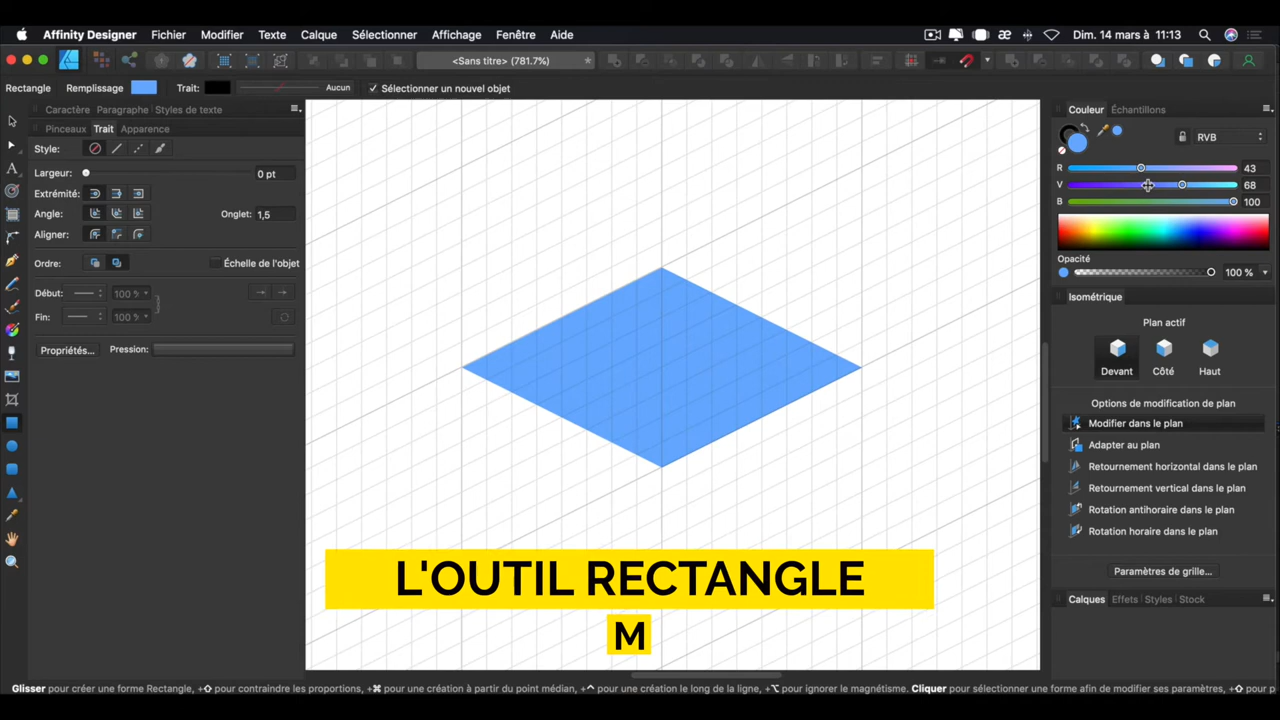 Affinity Designer Fichier Modifier Texte Calque Sélectionner Affichage Fenêtre Aide Dim. 14 mars à 11:13
<Sans titre> (781.7%)
Rectangle Remplissage Trait: Aucun Sélectionner un nouvel objet
Caractère Paragraphe Styles de texte
Pinceaux Trait Apparence
Style:
Largeur: 0 pt
Extrémité:
Angle: Onglet: 1,5
Aligner:
Ordre: Échelle de l'objet
Début: 100 %
Fin: 100 %
Propriétés... Pression:
Couleur Échantillons
RVB
R 43
V 68
B 100
Opacité
100 %
Isométrique
Plan actif
Devant Côté Haut
Options de modification de plan
Modifier dans le plan
Adapter au plan
Retournement horizontal dans le plan
Retournement vertical dans le plan
Rotation antihoraire dans le plan
Rotation horaire dans le plan
Paramètres de grille...
Calques Effets Styles Stock
L'OUTIL RECTANGLE
M
Glisser pour créer une forme Rectangle, +⇧ pour contraindre les proportions, +⌘ pour une création à partir du point médian, +^ pour une création le long de la ligne, +⌥ pour ignorer le magnétisme. Cliquer pour sélectionner une forme afin de modifier ses paramètres, +⇧ pour p